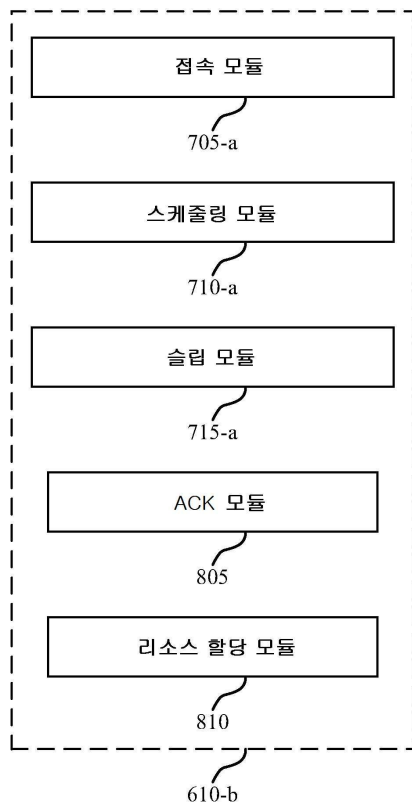 접속 모듈
705-a
스케줄링 모듈
710-a
슬립 모듈
715-a
ACK 모듈
805
리소스 할당 모듈
810
610-b